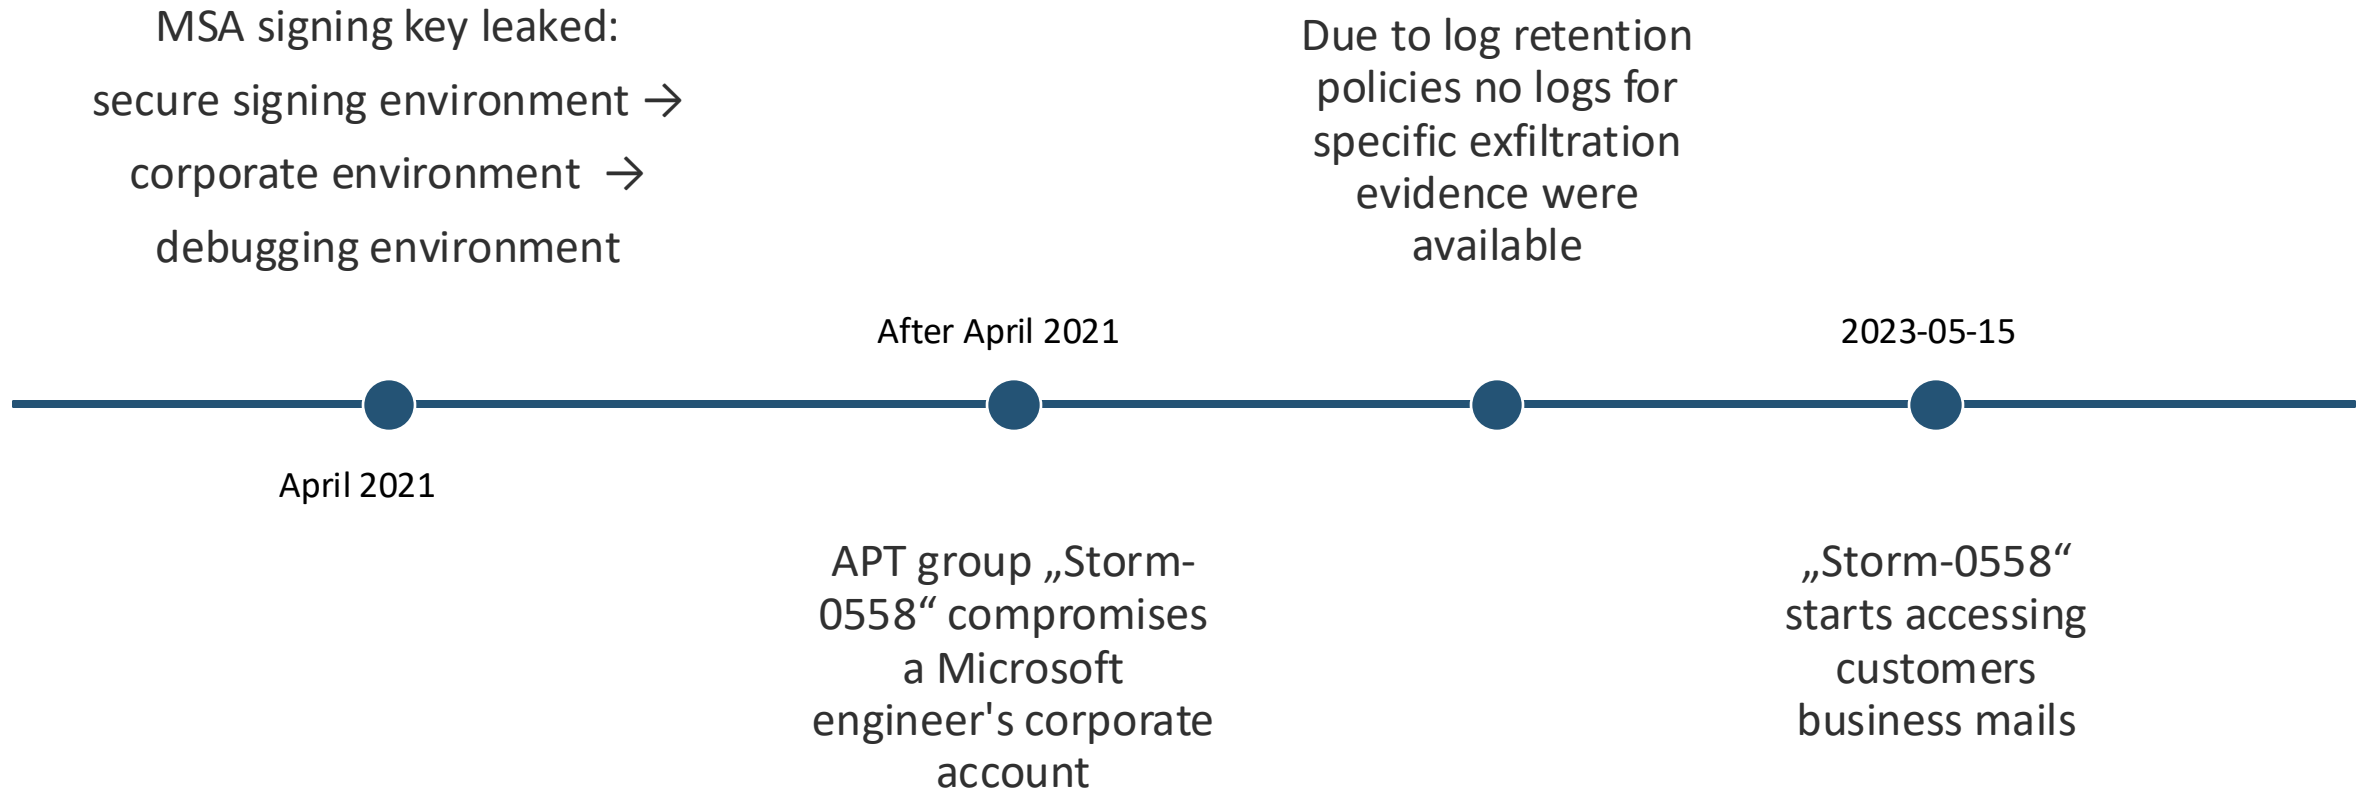 MSA signing key leaked:
secure signing environment →
corporate environment →
debugging environment
April 2021
After April 2021
APT group „Storm-
0558“ compromises
a Microsoft
engineer's corporate
account
Due to log retention
policies no logs for
specific exfiltration
evidence were
available
2023-05-15
„Storm-0558“
starts accessing
customers
business mails